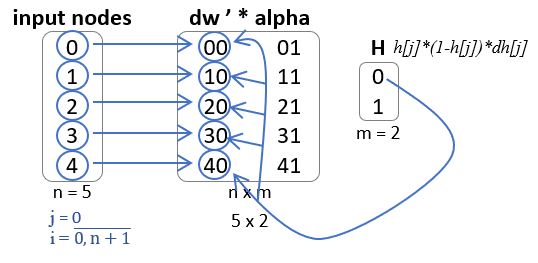 input nodes
dw ’ * alpha
H h[j]*(1-h[j])*dh[j]
0 00 01
1 10 11
2 20 21
3 30 31
4 40 41
0
1
m = 2
n = 5
n x m
5 x 2
j = 0
i = 0, n + 1